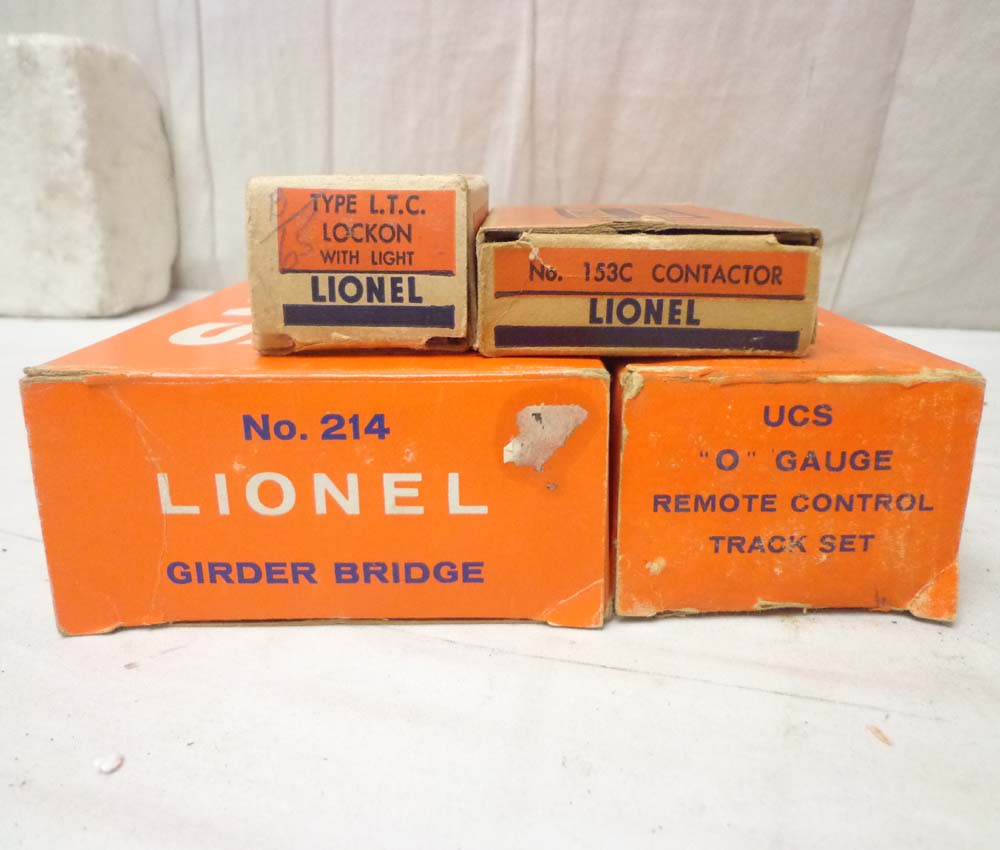 TYPE L.T.C.
LOCKON
WITH LIGHT
LIONEL
No. 153C CONTACTOR
LIONEL
No. 214
LIONEL
GIRDER BRIDGE
UCS
"O" GAUGE
REMOTE CONTROL
TRACK SET